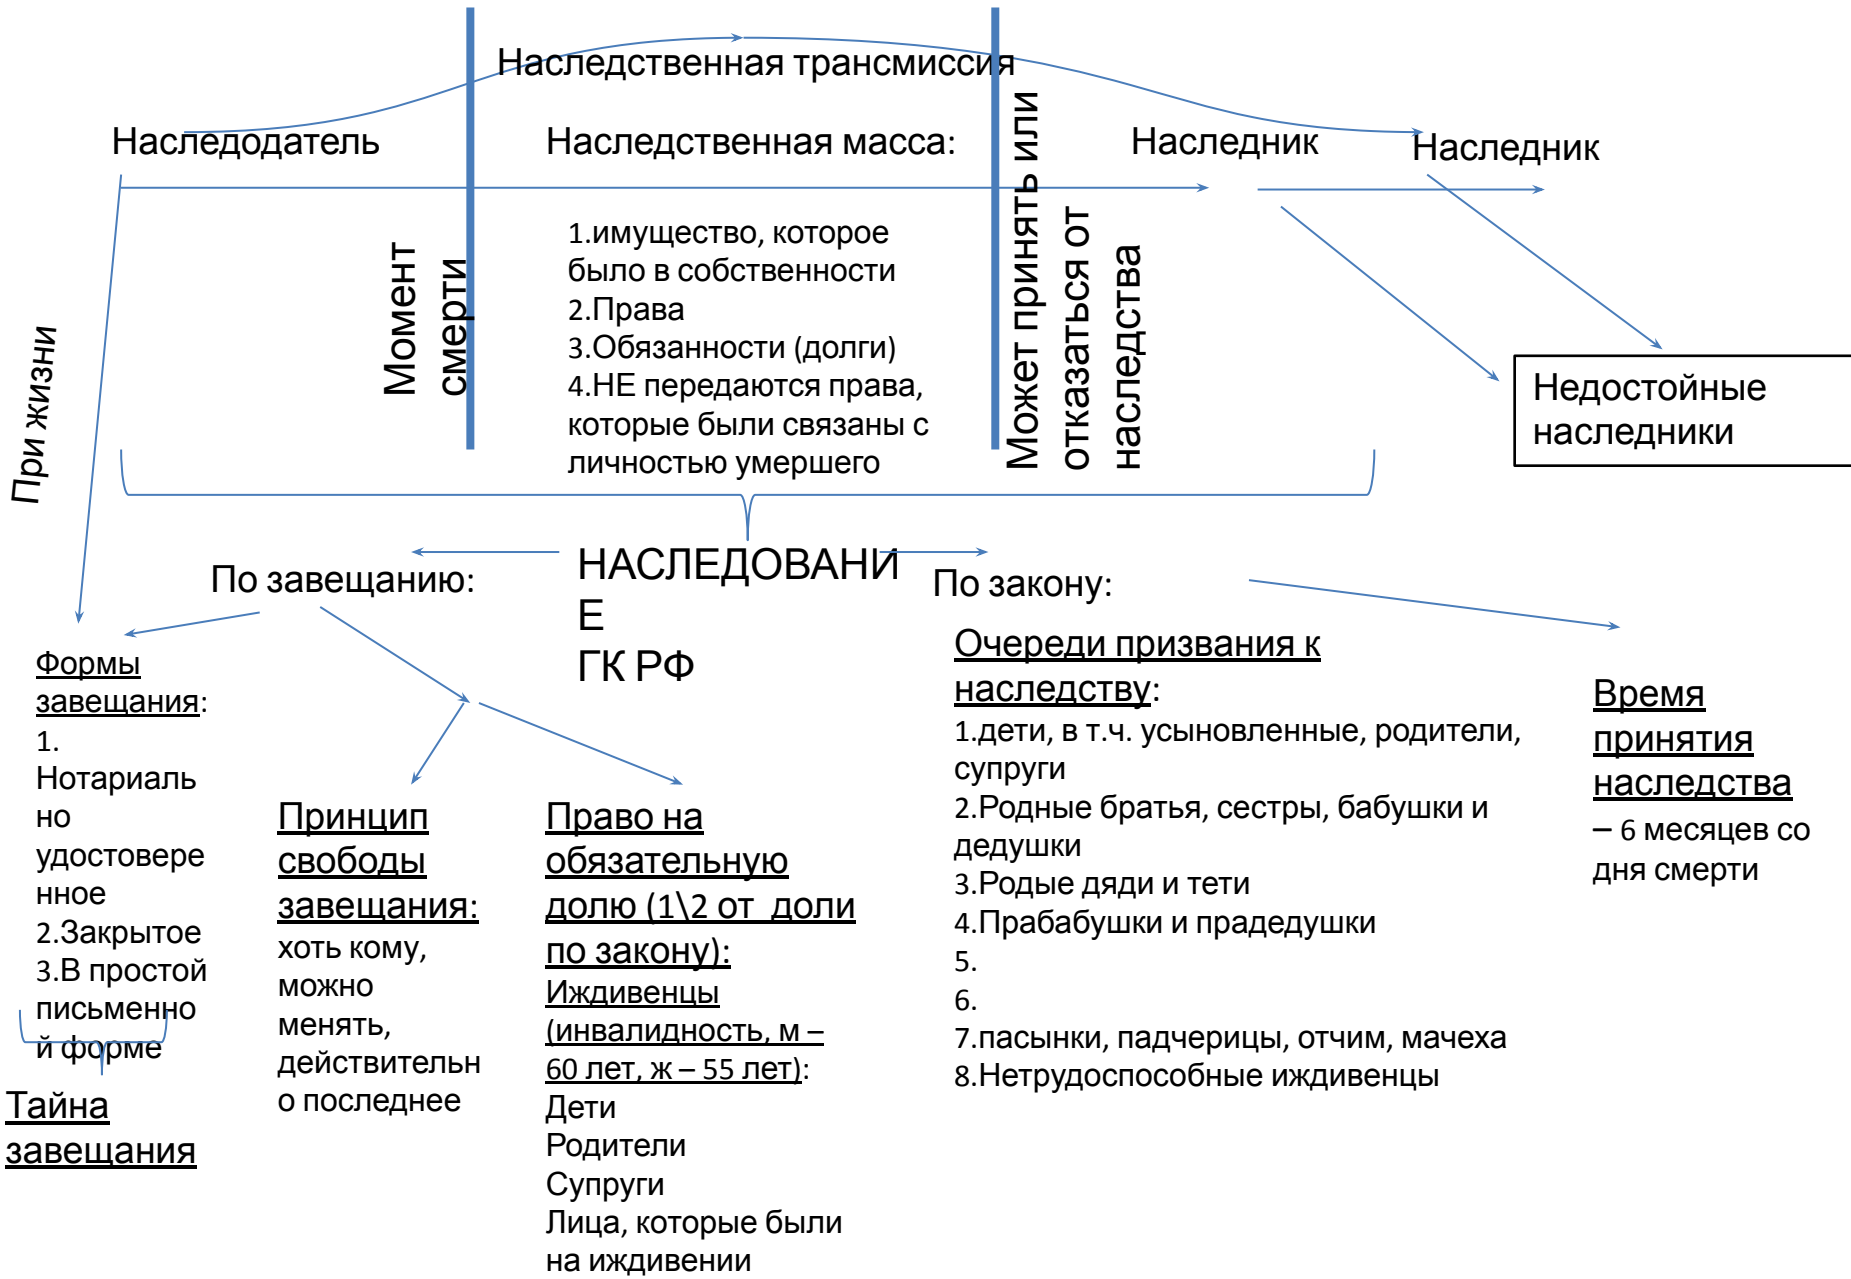 Наследственная трансмиссия
Наследодатель
Наследственная масса:
Наследник
Наследник
При жизни
Момент
смерти
1.имущество, которое
было в собственности
2.Права
3.Обязанности (долги)
4.НЕ передаются права,
которые были связаны с
личностью умершего
Может принять или
отказаться от
наследства
Недостойные
наследники
НАСЛЕДОВАНИ
Е
ГК РФ
По завещанию:
По закону:
Формы
завещания:
1.
Нотариаль
но
удостовере
нное
2.Закрытое
3.В простой
письменно
й форме
Тайна
завещания
Принцип
свободы
завещания:
хоть кому,
можно
менять,
действительн
о последнее
Право на
обязательную
долю (1\2 от доли
по закону):
Иждивенцы
(инвалидность, м –
60 лет, ж – 55 лет):
Дети
Родители
Супруги
Лица, которые были
на иждивении
Очереди призвания к
наследству:
1.дети, в т.ч. усыновленные, родители,
супруги
2.Родные братья, сестры, бабушки и
дедушки
3.Родые дяди и тети
4.Прабабушки и прадедушки
5.
6.
7.пасынки, падчерицы, отчим, мачеха
8.Нетрудоспособные иждивенцы
Время
принятия
наследства
– 6 месяцев со
дня смерти